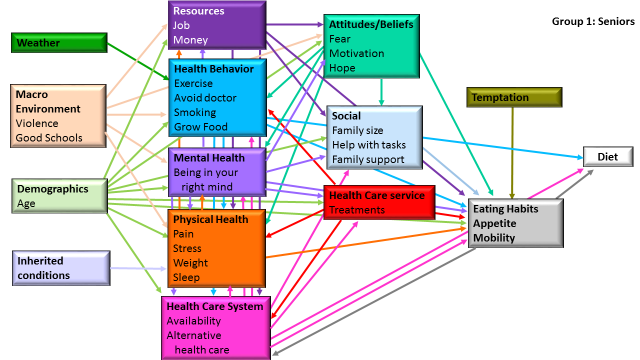 Group 1: Seniors
Resources
Job
Money
Attitudes/Beliefs
Fear
Motivation
Hope
Weather
Health Behavior
Exercise
Avoid doctor
Smoking
Grow Food
Macro
Environment
Violence
Good Schools
Temptation
Social
Family size
Help with tasks
Family support
Diet
Mental Health
Being in your
right mind
Demographics
Age
Health Care service
Treatments
Eating Habits
Appetite
Mobility
Physical Health
Pain
Stress
Weight
Sleep
Inherited
conditions
Health Care System
Availability
Alternative
health care